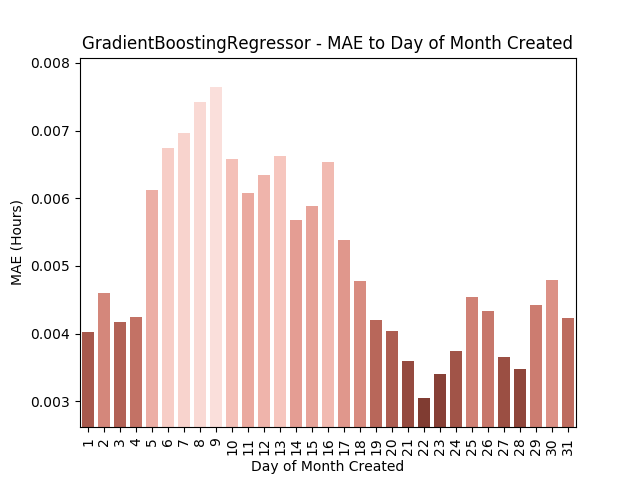 GradientBoostingRegressor - MAE to Day of Month Created
0.008
0.007
0.006
0.005
0.004
0.003
MAE (Hours)
1 2 3 4 5 6 7 8 9 10 11 12 13 14 15 16 17 18 19 20 21 22 23 24 25 26 27 28 29 30 31
Day of Month Created